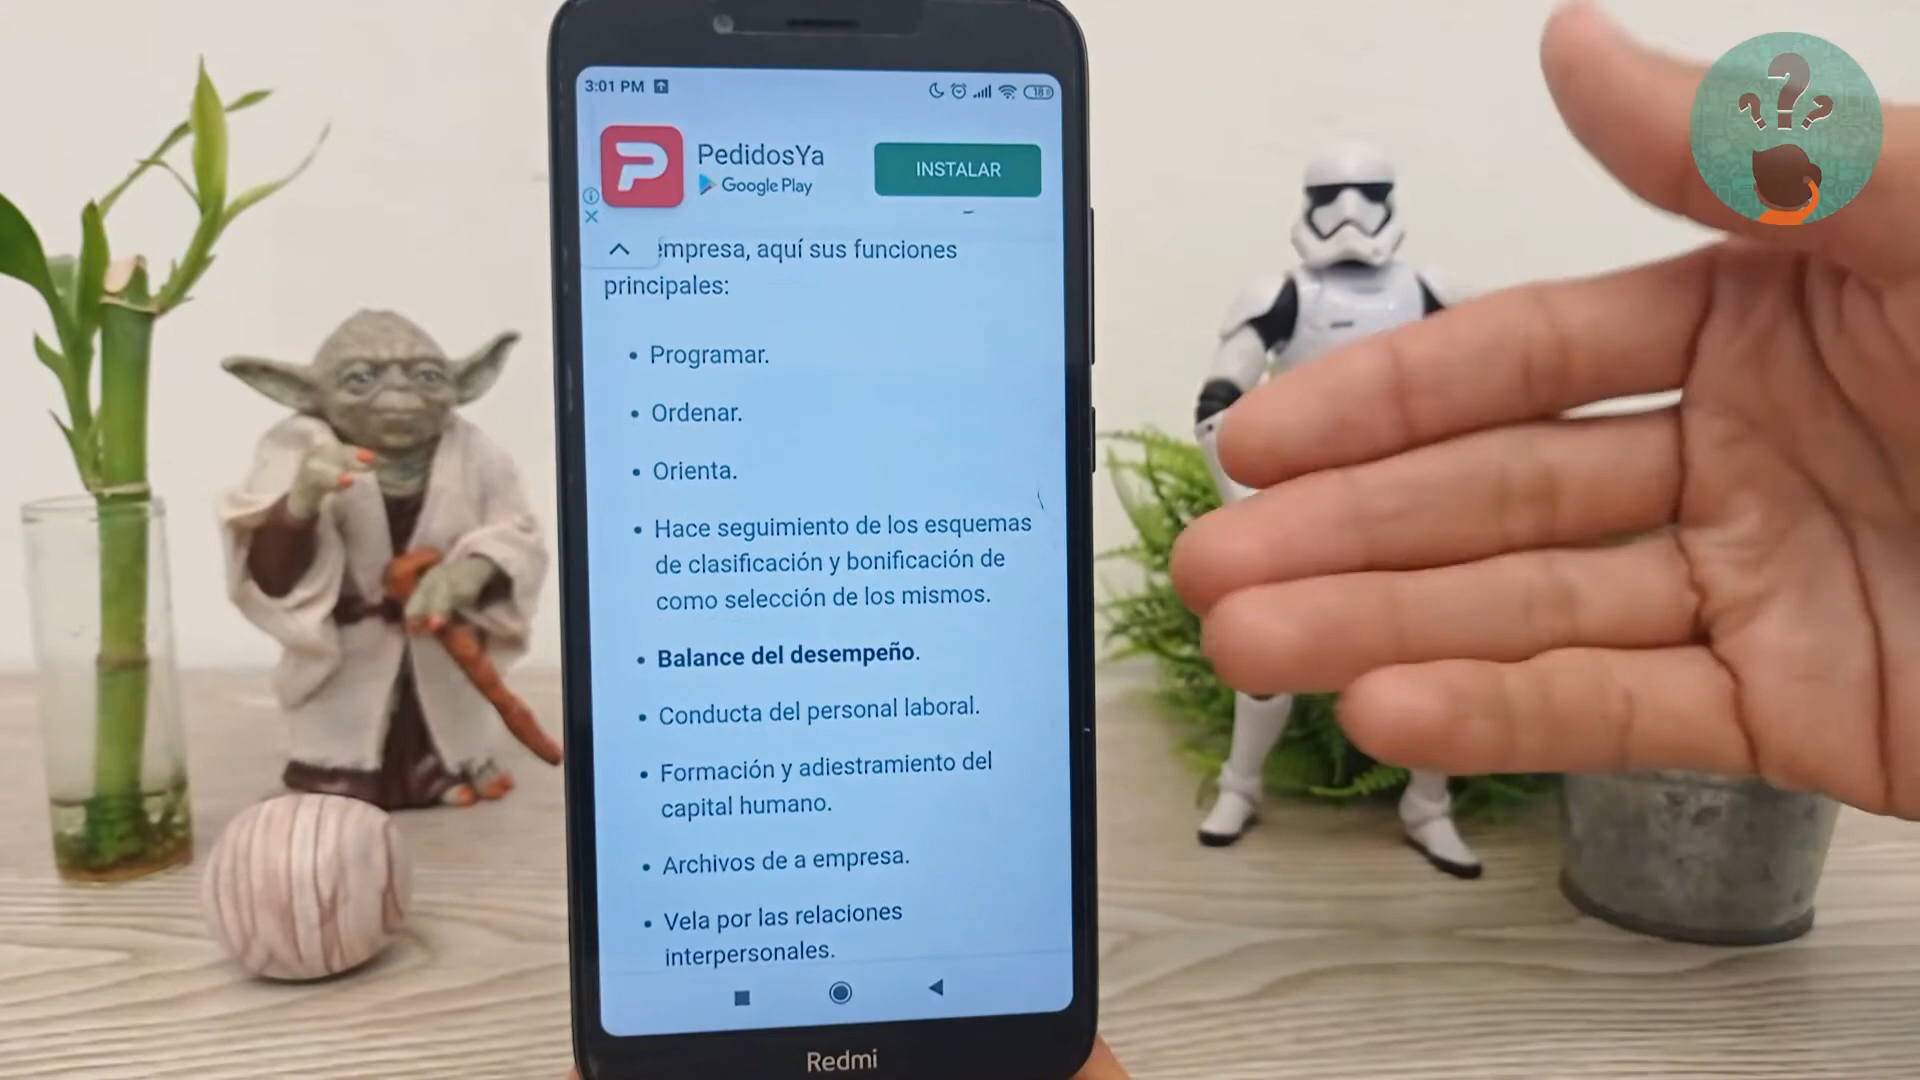 3:01 PM
18
PedidosYa
Google Play
INSTALAR
empresa, aquí sus funciones
principales:
• Programar.
• Ordenar.
• Orienta.
• Hace seguimiento de los esquemas
de clasificación y bonificación de
como selección de los mismos.
• Balance del desempeño.
• Conducta del personal laboral.
• Formación y adiestramiento del
capital humano.
• Archivos de a empresa.
• Vela por las relaciones
interpersonales.
Redmi